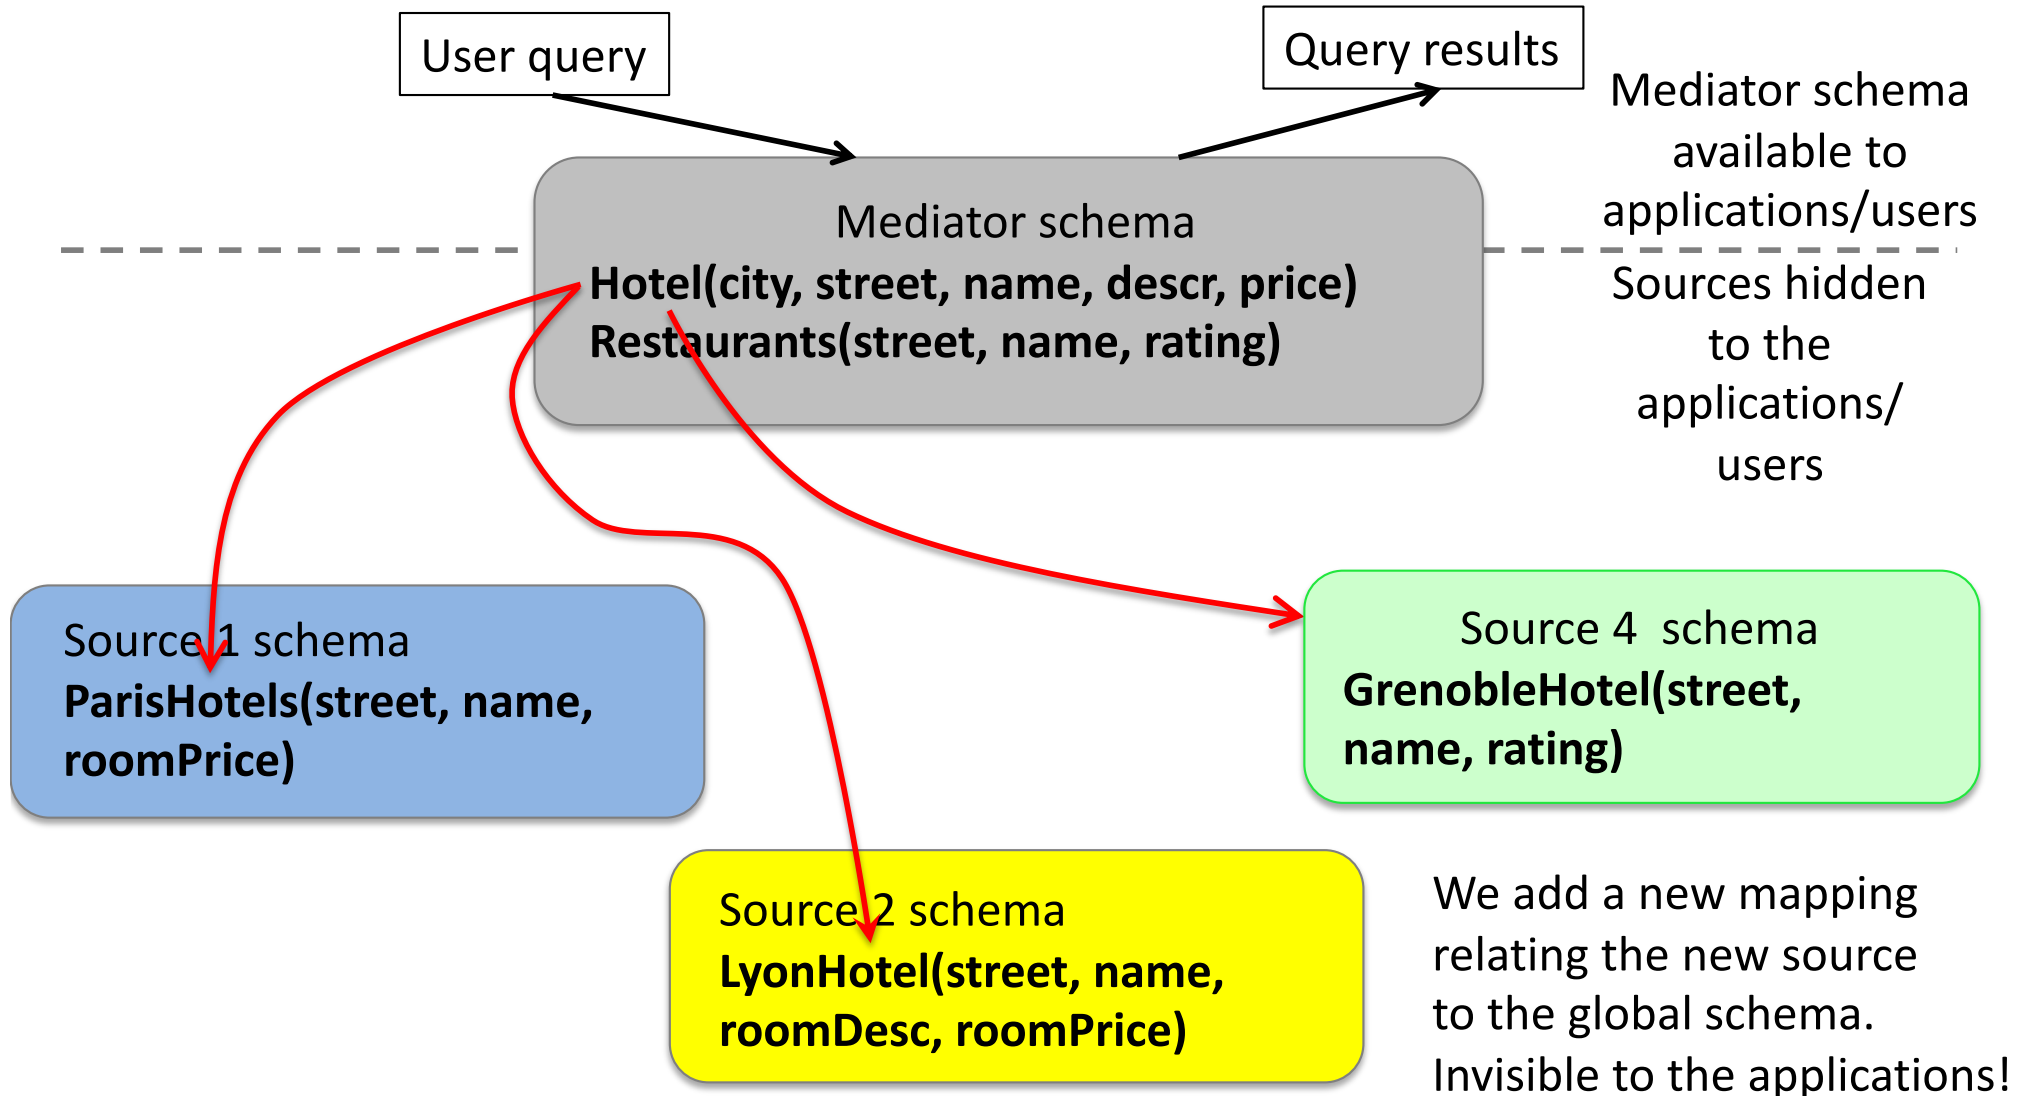 User query
Query results
Mediator schema
available to
applications/users
Mediator schema
Hotel(city, street, name, descr, price)
Restaurants(street, name, rating)
Sources hidden
to the
applications/
users
Source 1 schema
ParisHotels(street, name,
roomPrice)
Source 4  schema
GrenobleHotel(street,
name, rating)
Source 2 schema
LyonHotel(street, name,
roomDesc, roomPrice)
We add a new mapping
relating the new source
to the global schema.
Invisible to the applications!